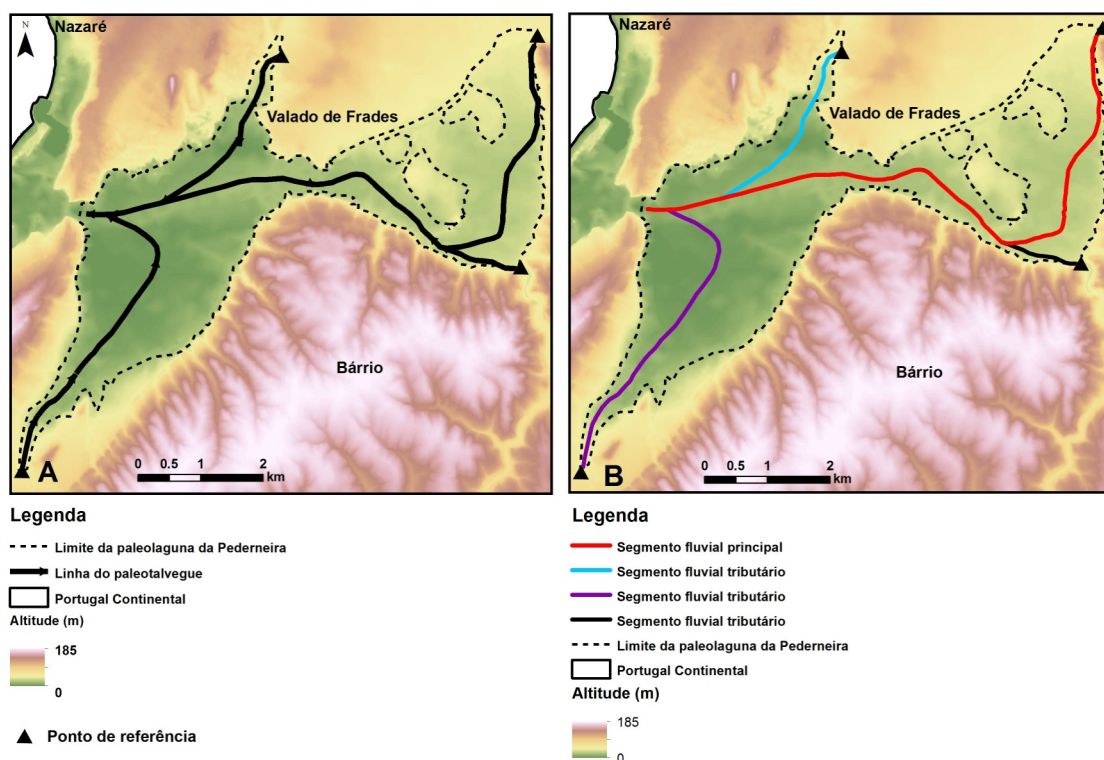 N
Nazaré
Valado de Frades
Bárrio
A
0 0.5 1 2
km
Legenda
Limite da paleolaguna da Pederneira
Linha do paleotalvegue
Portugal Continental
Altitude (m)
185
0
Ponto de referência
Nazaré
Valado de Frades
Bárrio
B
0 0.5 1 2
km
Legenda
Segmento fluvial principal
Segmento fluvial tributário
Segmento fluvial tributário
Segmento fluvial tributário
Limite da paleolaguna da Pederneira
Portugal Continental
Altitude (m)
185
0